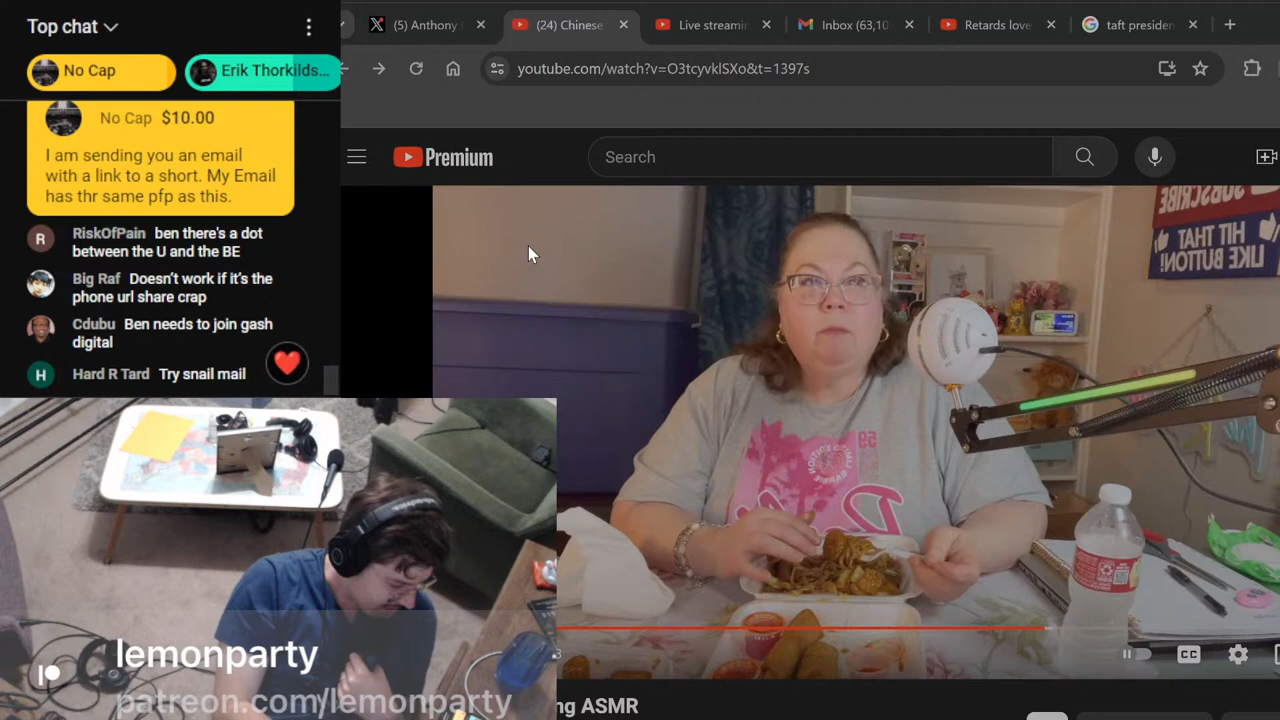 Top chat
(5) Anthony
(24) Chinese
Live streamin
Inbox (63,10
Retards love
taft presiden
No Cap
Erik Thorkilds...
youtube.com/watch?v=O3tcyvklSXo&t=1397s
No Cap $10.00
I am sending you an email
with a link to a short. My Email
has thr same pfp as this.
Premium
Search
RiskOfPain ben there's a dot
between the U and the BE
Big Raf Doesn't work if it's the
phone url share crap
Cdubu Ben needs to join gash
digital
Hard R Tard Try snail mail
SUBSCRIBE
HIT THAT
LIKE BUTTON!
59
LIMITED EDITION
CC
lemonparty
patreon.com/lemonparty
ng ASMR